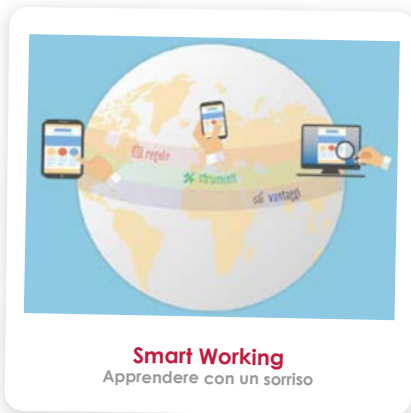 regole
strumenti
vantaggi
Smart Working
Apprendere con un sorriso